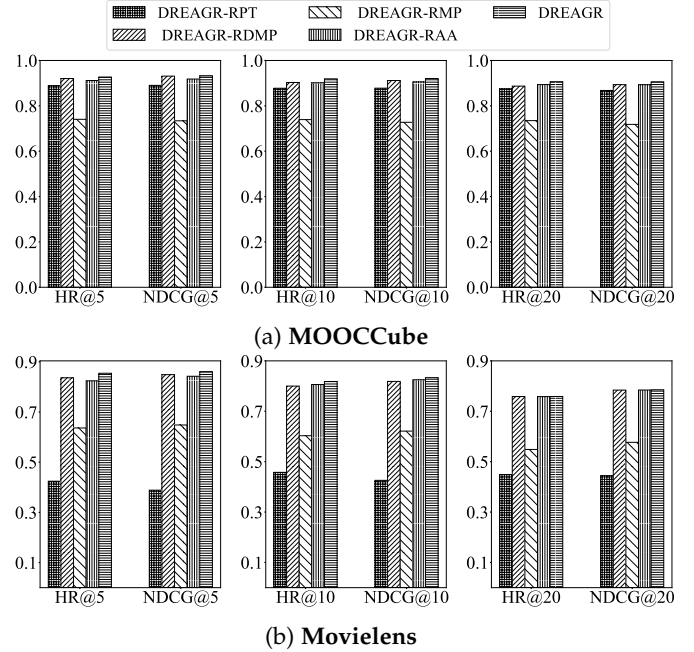 DREAGR-RPT DREAGR-RMP DREAGR
DREAGR-RDMP DREAGR-RAA
1.0 1.0 1.0
0.8 0.8 0.8
0.6 0.6 0.6
0.4 0.4 0.4
0.2 0.2 0.2
0.0 0.0 0.0
HR@5 NDCG@5 HR@10 NDCG@10 HR@20 NDCG@20
(a) MOOCCube
0.9 0.9 0.9
0.7 0.7 0.7
0.5 0.5 0.5
0.3 0.3 0.3
0.1 0.1 0.1
HR@5 NDCG@5 HR@10 NDCG@10 HR@20 NDCG@20
(b) Movielens